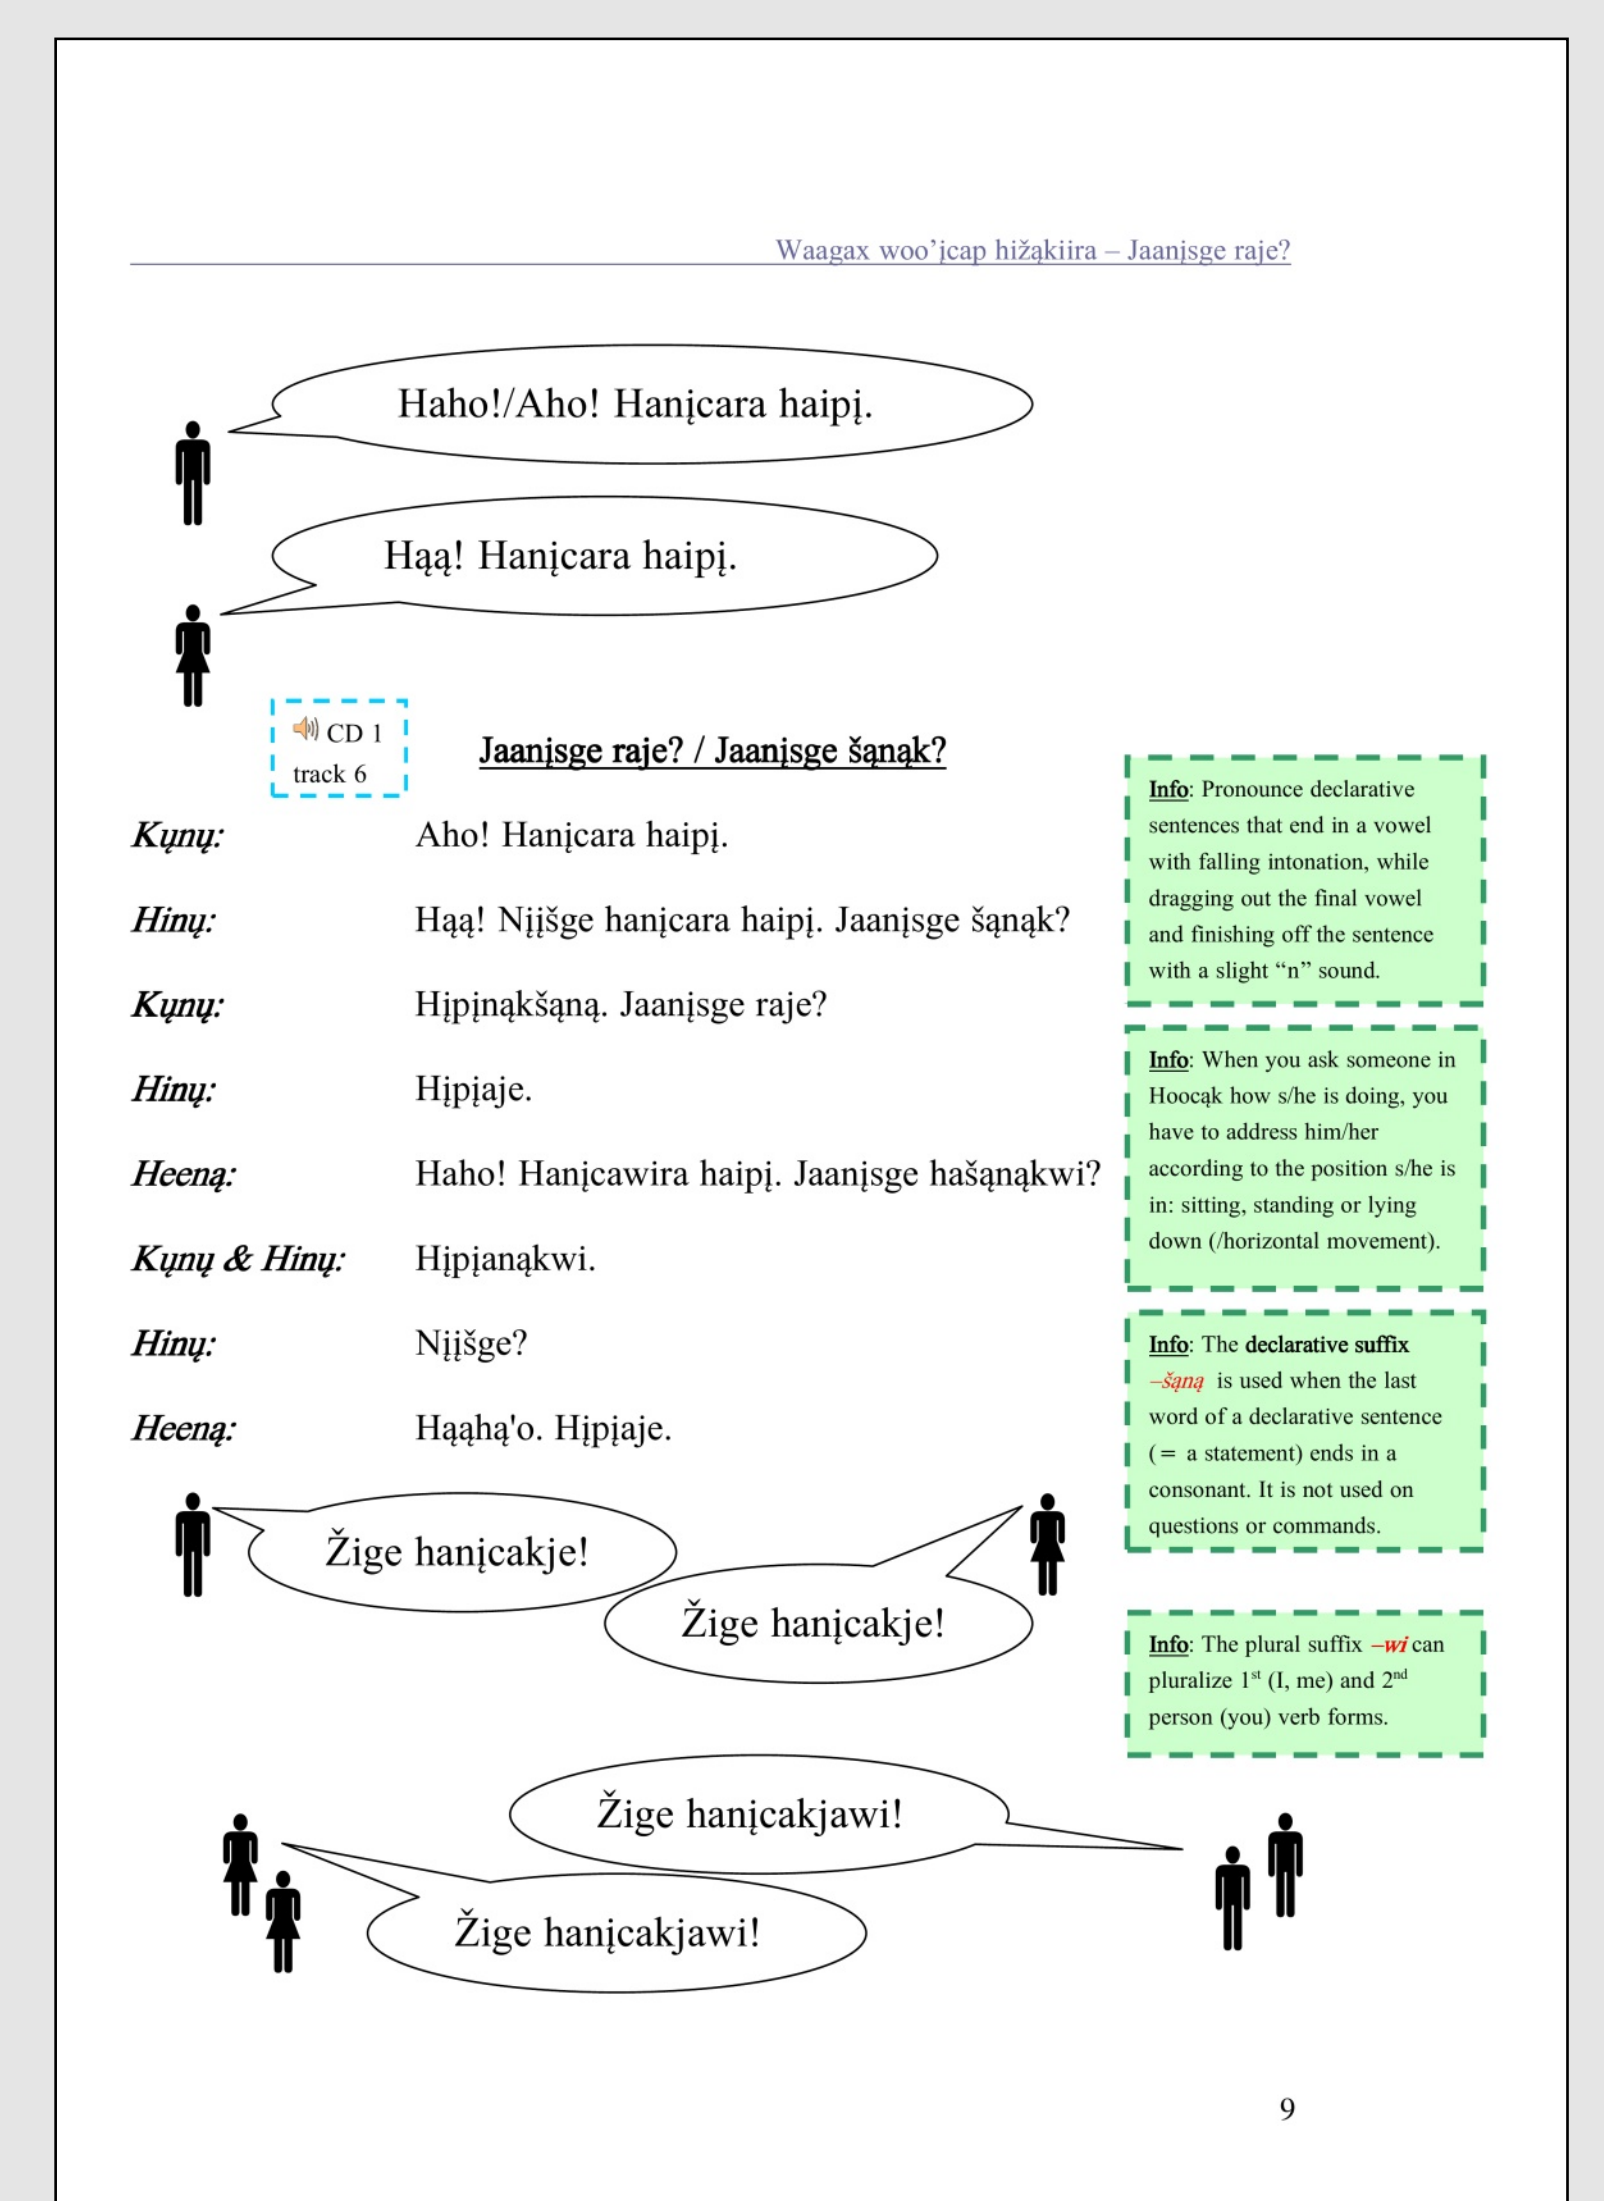 Waagax woo’įcap hižąkiira – Jaanįsge raje?
Haho!/Aho! Hanįcara haipį.
Hąą! Hanįcara haipį.
CD 1
track 6
Jaanįsge raje? / Jaanįsge šąnąk?
Kųnų: Aho! Hanįcara haipį.
Hinų: Hąą! Nįįšge hanįcara haipį. Jaanįsge šąnąk?
Kųnų: Hįpįnąkšąną. Jaanįsge raje?
Hinų: Hįpįaje.
Heeną: Haho! Hanįcawira haipį. Jaanįsge hašąnąkwi?
Kųnų & Hinų: Hįpįanąkwi.
Hinų: Nįįšge?
Heeną: Hąąhą'o. Hįpįaje.
Info: Pronounce declarative
sentences that end in a vowel
with falling intonation, while
dragging out the final vowel
and finishing off the sentence
with a slight “n” sound.
Info: When you ask someone in
Hoocąk how s/he is doing, you
have to address him/her
according to the position s/he is
in: sitting, standing or lying
down (/horizontal movement).
Info: The declarative suffix
–šąną is used when the last
word of a declarative sentence
(= a statement) ends in a
consonant. It is not used on
questions or commands.
Info: The plural suffix –wi can
pluralize 1st (I, me) and 2nd
person (you) verb forms.
Žige hanįcakje!
Žige hanįcakje!
Žige hanįcakjawi!
Žige hanįcakjawi!
9